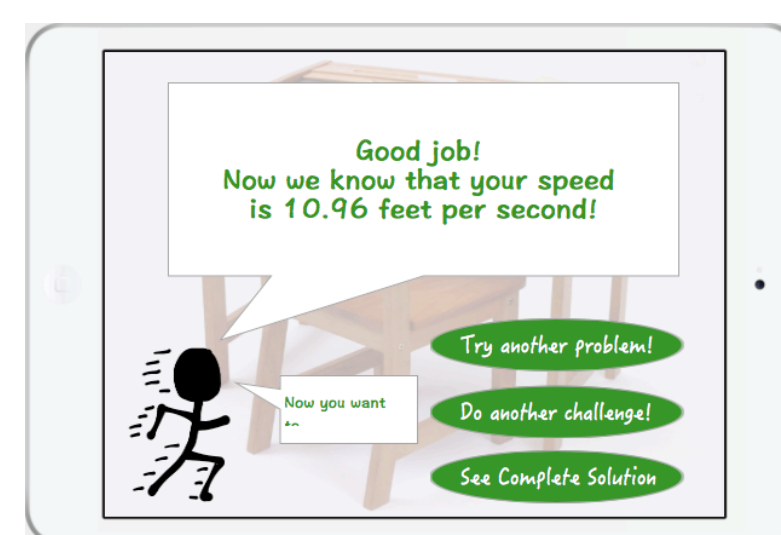 Good job!
Now we know that your speed
is 10.96 feet per second!
Try another problem!
Now you want
Do another challenge!
See Complete Solution